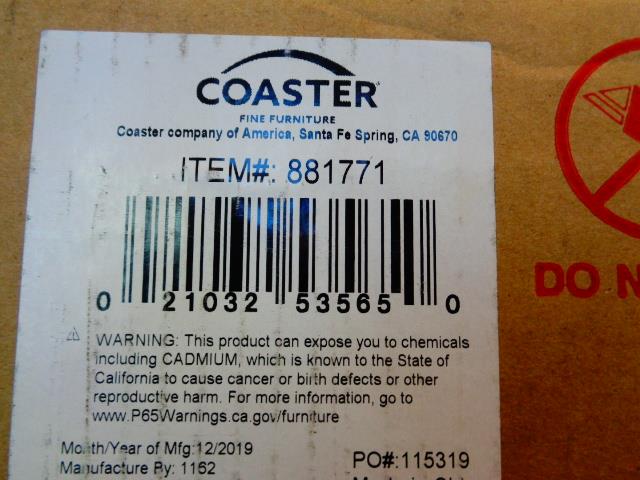 COASTER
FINE FURNITURE
Coaster company of America, Santa Fe Spring, CA 90670
ITEM#: 881771
0 21032 53565 0
WARNING: This product can expose you to chemicals
including CADMIUM, which is known to the State of
California to cause cancer or birth defects or other
reproductive harm. For more information, go to
www.P65Warnings.ca.gov/furniture
Month/Year of Mfg:12/2019
Manufacture By: 1162
PO#:115319
Made in
DO